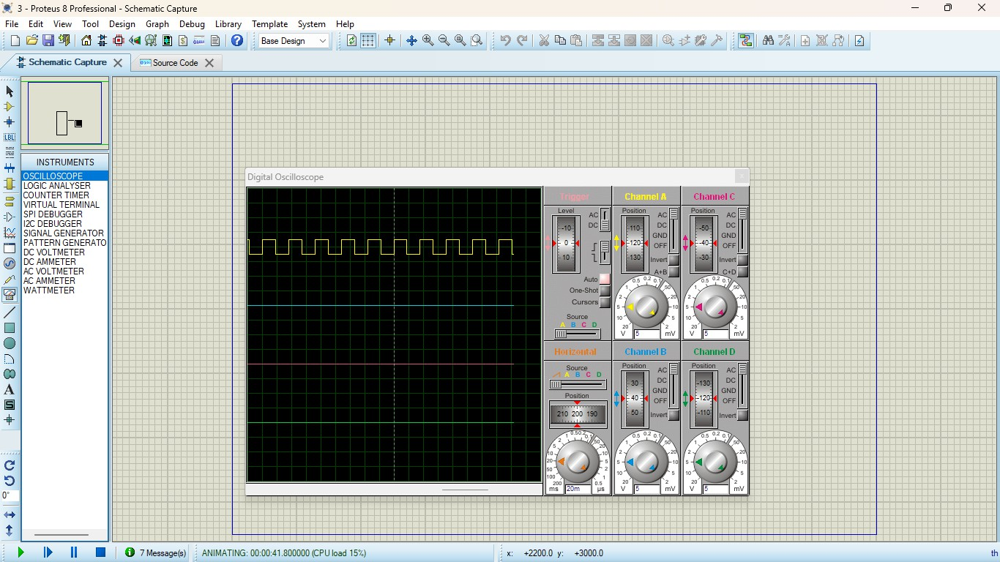 3 - Proteus 8 Professional - Schematic Capture
File Edit View Tool Design Graph Debug Library Template System Help
Base Design
Schematic Capture
Source Code
LBL
INSTRUMENTS
OSCILLOSCOPE
LOGIC ANALYSER
COUNTER TIMER
VIRTUAL TERMINAL
SPI DEBUGGER
I2C DEBUGGER
SIGNAL GENERATOR
PATTERN GENERATO
DC VOLTMETER
DC AMMETER
AC VOLTMETER
AC AMMETER
WATTMETER
A
S
0°
Digital Oscilloscope
Trigger
Level
AC
DC
-10
0
10
Auto
One-Shot
Cursors
Source
A B C D
Channel A
Position
AC
DC
GND
OFF
110
120
130
Invert
A+B
V 5 mV
Channel C
Position
AC
DC
GND
OFF
-50
-40
-30
Invert
C+D
V 5 mV
Horizontal
Source
A B C D
Position
210 200 190
ms 20m µs
Channel B
Position
AC
DC
GND
OFF
30
40
50
Invert
V 5 mV
Channel D
Position
AC
DC
GND
OFF
-130
-120
-110
Invert
V 5 mV
7 Message(s)
ANIMATING: 00:00:41.800000 (CPU load 15%)
x: +2200.0 y: +3000.0
th